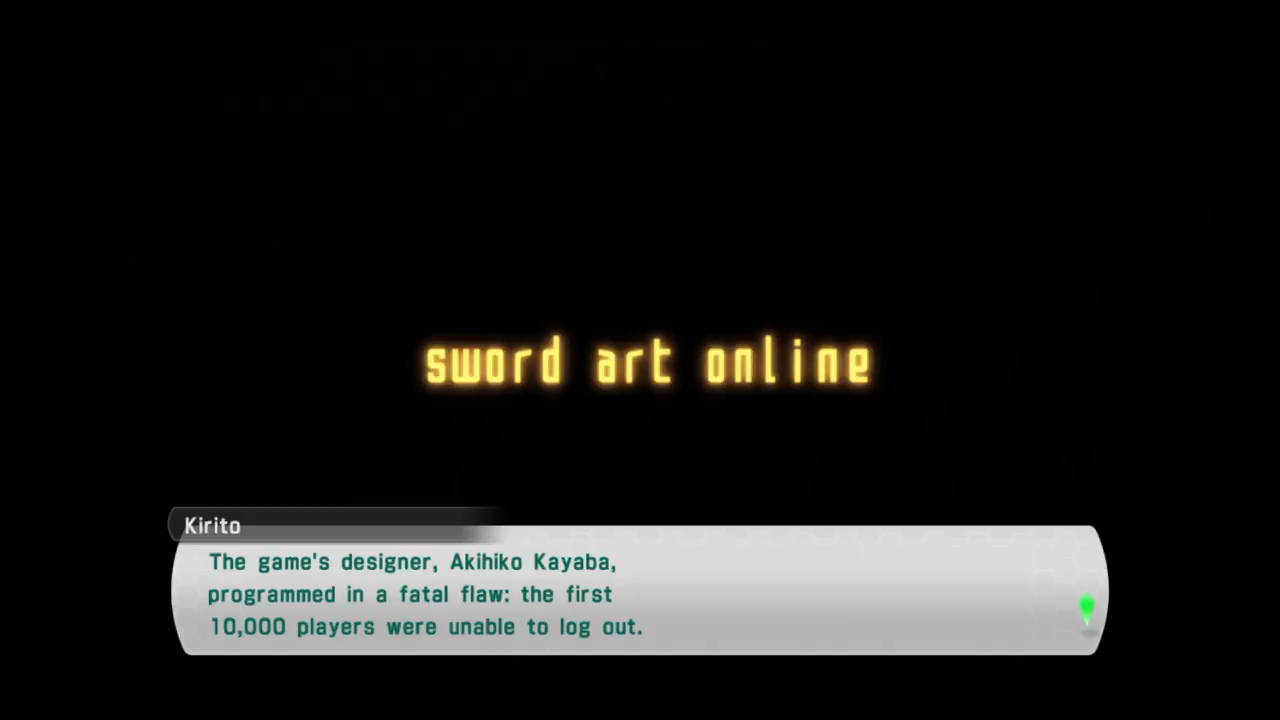 sword art online
Kirito
The game's designer, Akihiko Kayaba,
programmed in a fatal flaw: the first
10,000 players were unable to log out.